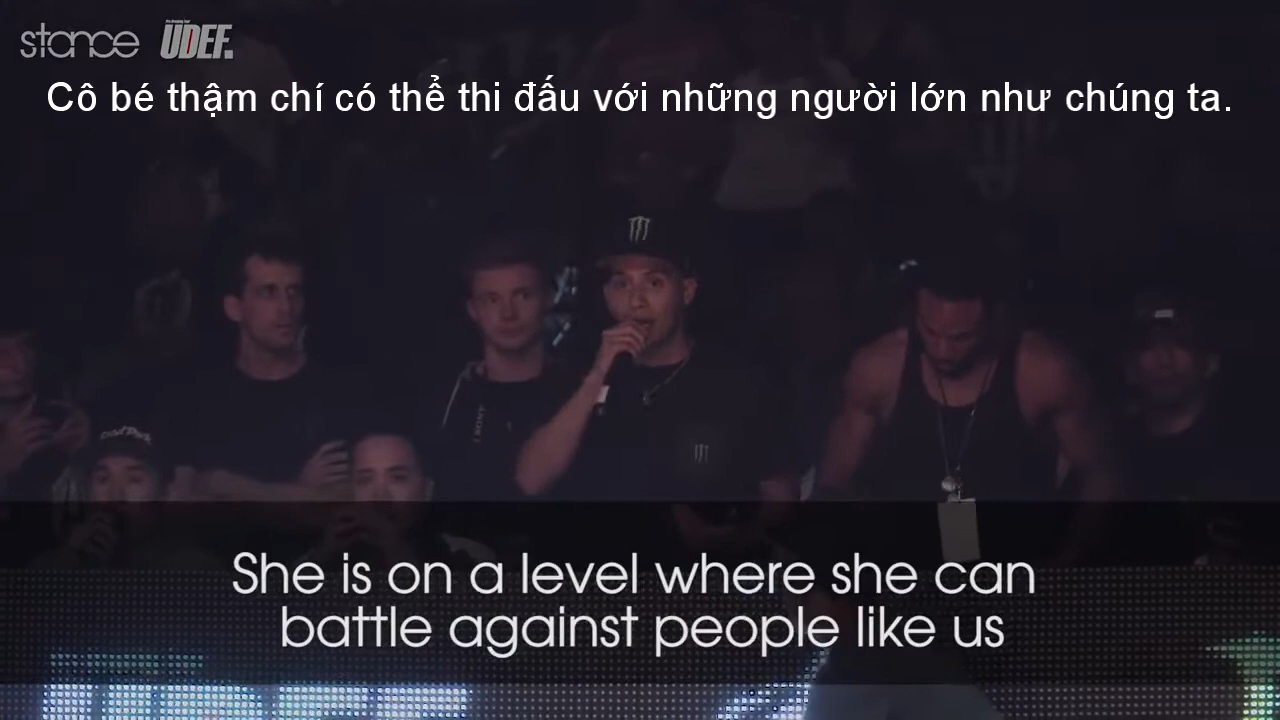 stance UDEF.
Cô bé thậm chí có thể thi đấu với những người lớn như chúng ta.
She is on a level where she can
battle against people like us